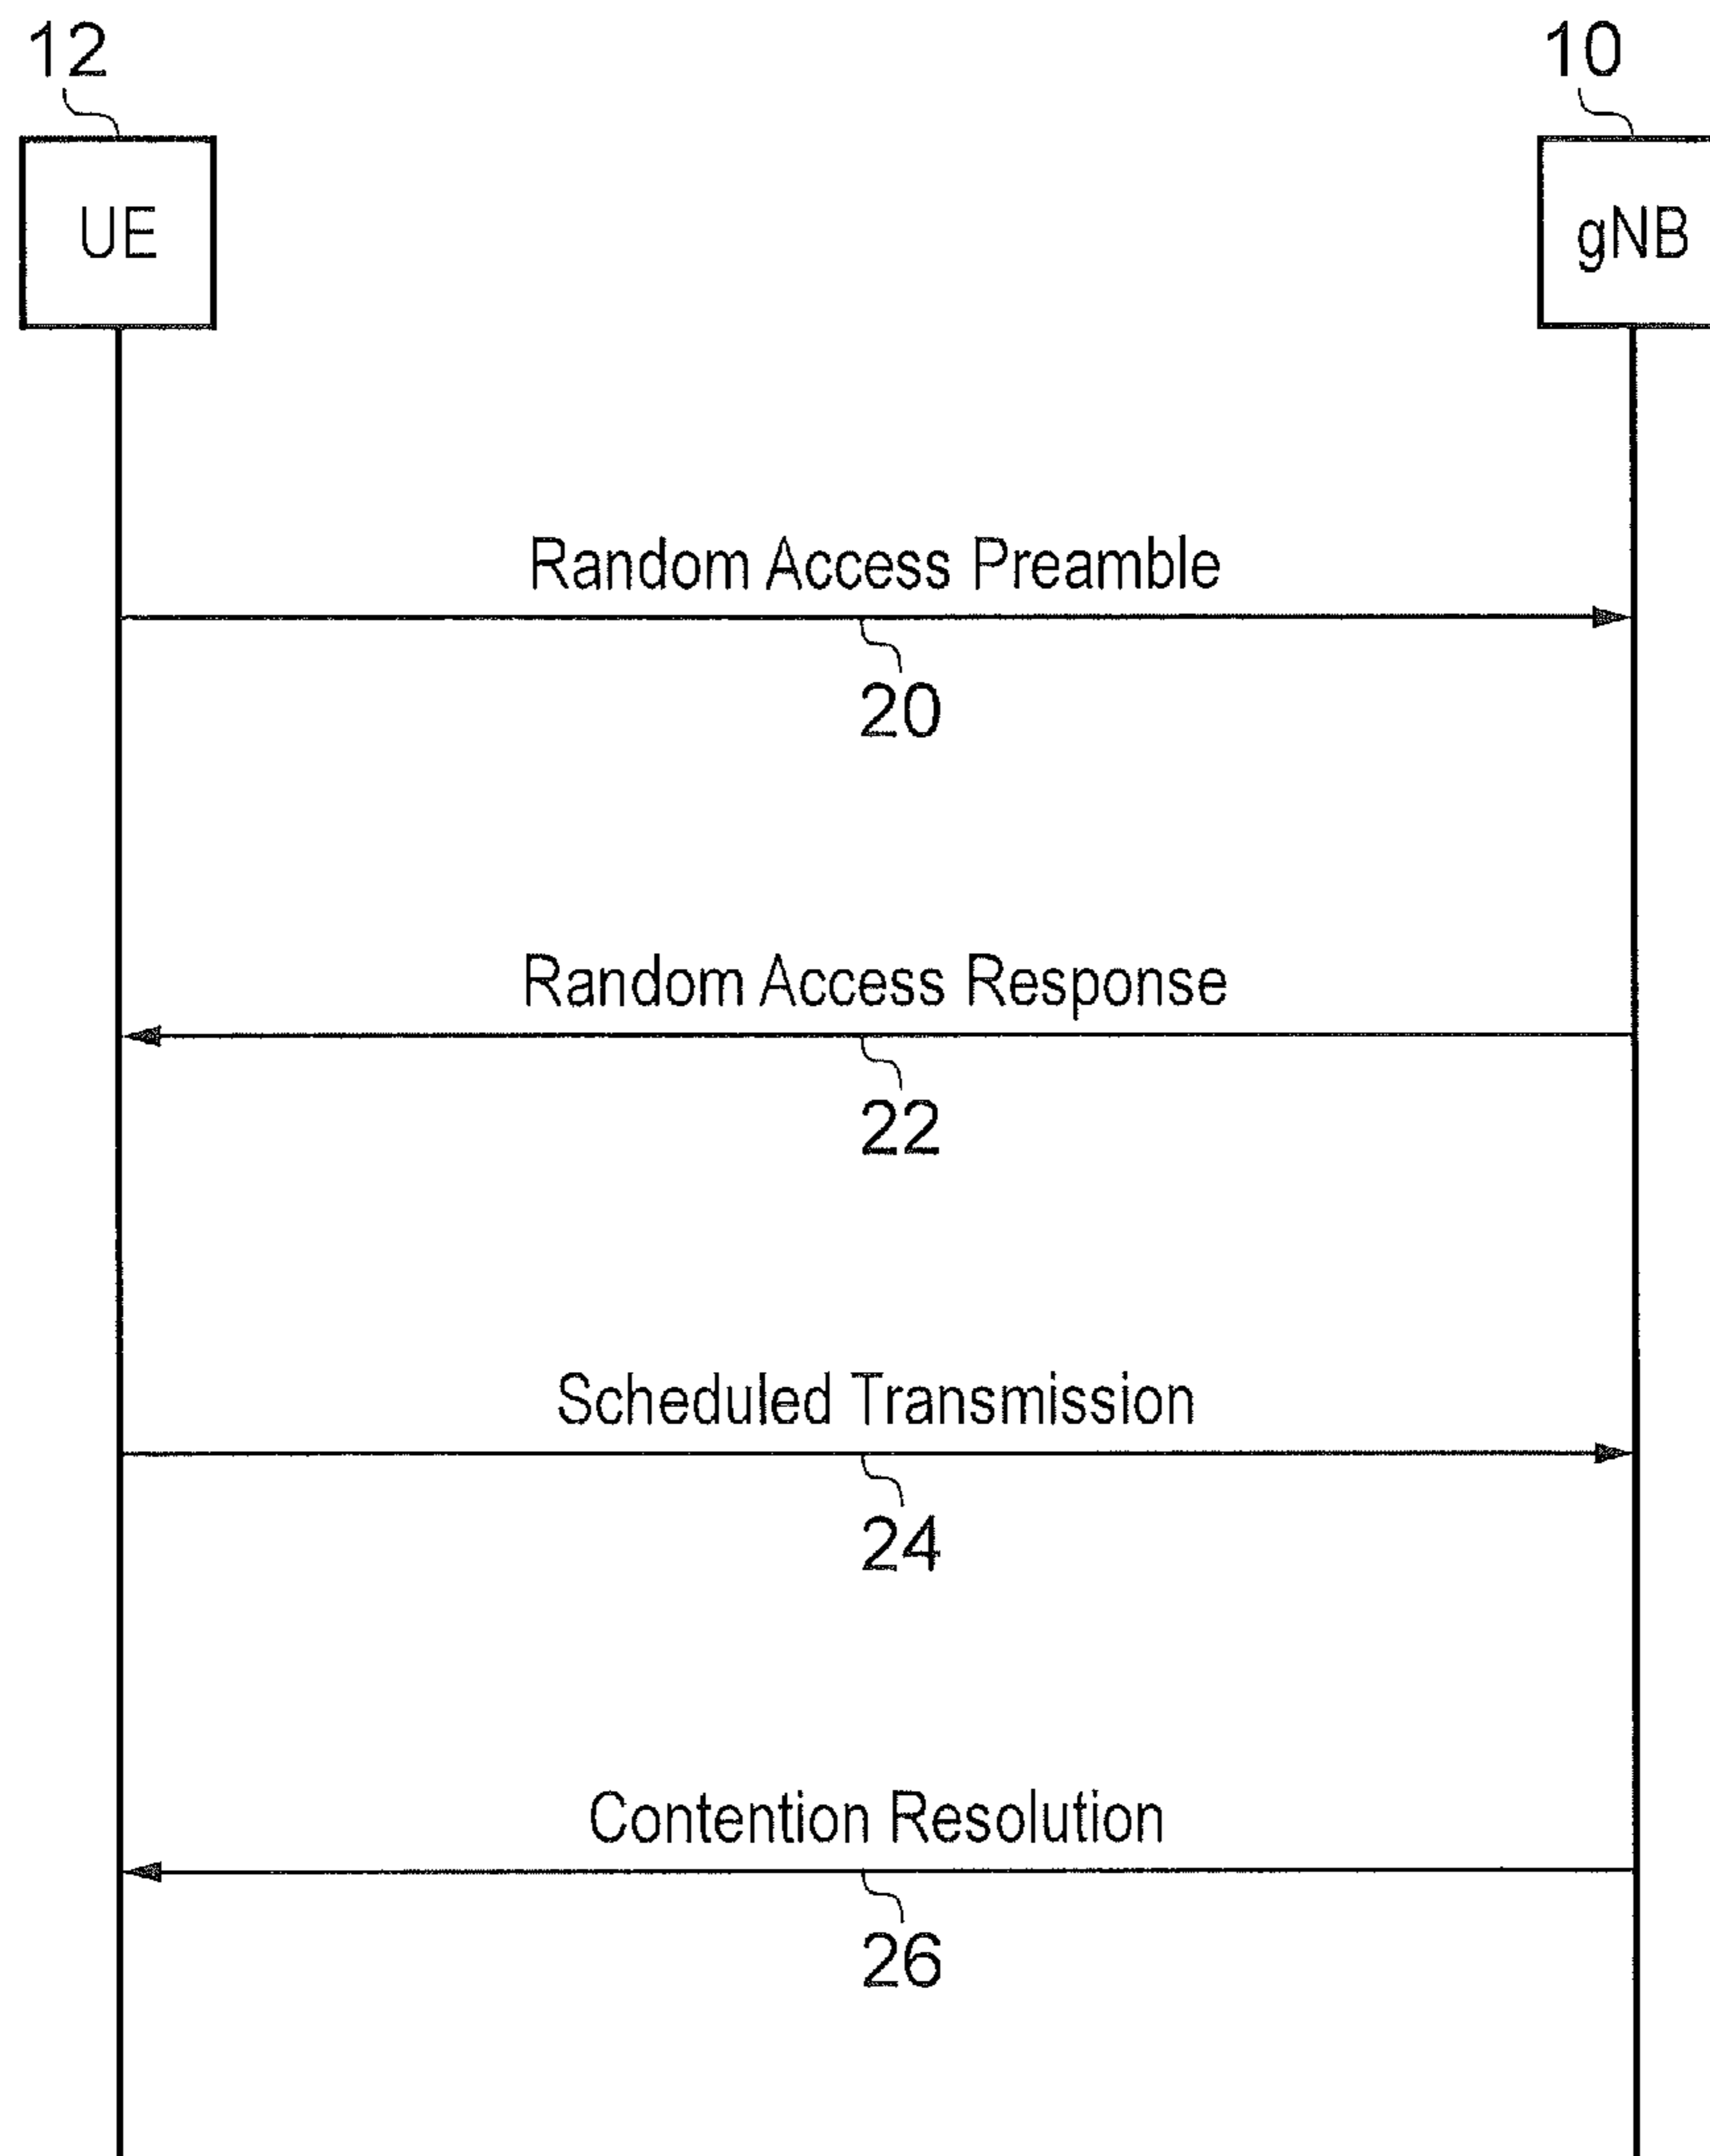 12
10
UE
gNB
Random Access Preamble
20
Random Access Response
22
Scheduled Transmission
24
Contention Resolution
26